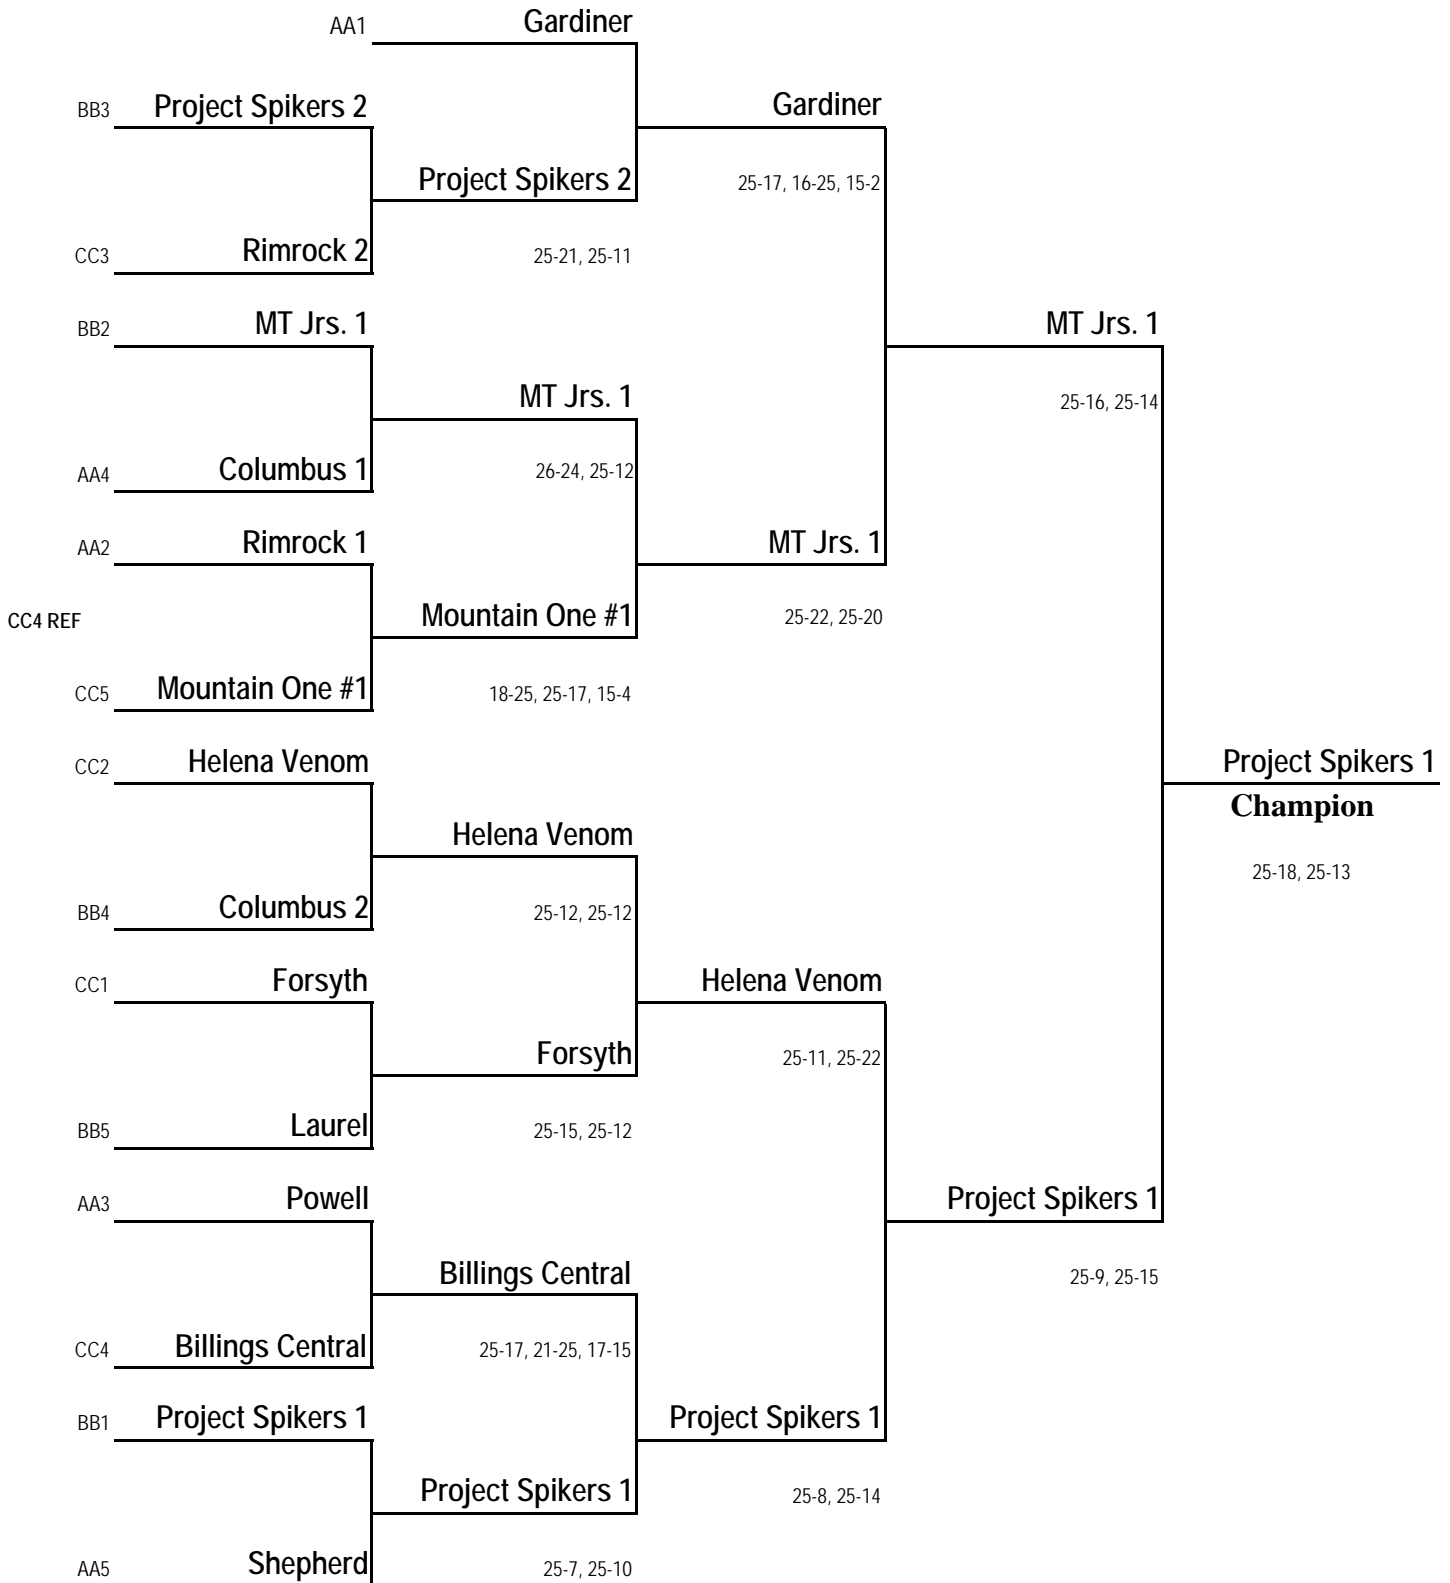 AA1 Gardiner
BB3 Project Spikers 2 Gardiner
Project Spikers 2 25-17, 16-25, 15-2
CC3 Rimrock 2 25-21, 25-11
BB2 MT Jrs. 1 MT Jrs. 1
MT Jrs. 1 25-16, 25-14
AA4 Columbus 1 26-24, 25-12
AA2 Rimrock 1 MT Jrs. 1
CC4 REF Mountain One #1 25-22, 25-20
CC5 Mountain One #1 18-25, 25-17, 15-4
CC2 Helena Venom Project Spikers 1
Champion
Helena Venom
25-18, 25-13
BB4 Columbus 2 25-12, 25-12
CC1 Forsyth Helena Venom
Forsyth 25-11, 25-22
BB5 Laurel 25-15, 25-12
AA3 Powell Project Spikers 1
Billings Central 25-9, 25-15
CC4 Billings Central 25-17, 21-25, 17-15
BB1 Project Spikers 1 Project Spikers 1
Project Spikers 1 25-8, 25-14
AA5 Shepherd 25-7, 25-10